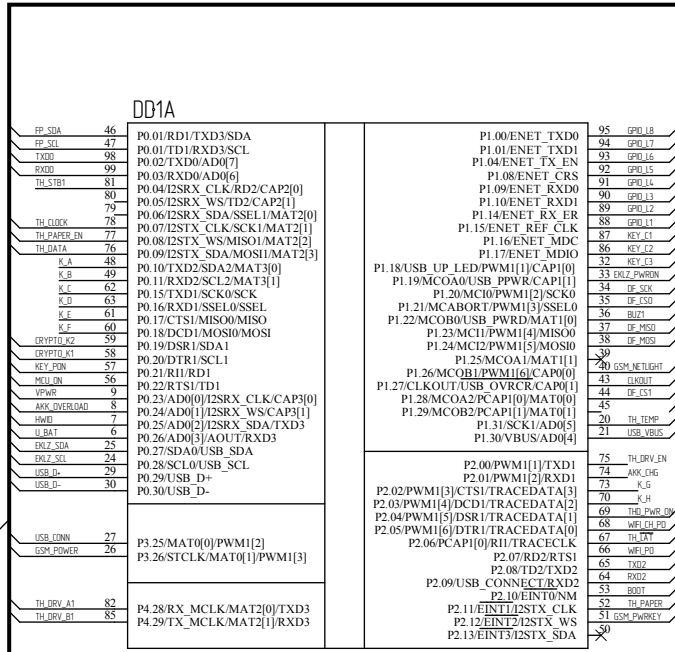 DD1A
FP_SDA 46 P0.01/RD1/TXD3/SDA
FP_SCL 47 P0.01/TD1/RXD3/SCL
TXD0 98 P0.02/TXD0/AD0[7]
RXD0 99 P0.03/RXD0/AD0[6]
TH_STB1 81 P0.04/I2SRX_CLK/RD2/CAP2[0]
80 P0.05/I2SRX_WS/TD2/CAP2[1]
79 P0.06/I2SRX_SDA/SSEL1/MAT2[0]
TH_CLOCK 78 P0.07/I2STX_CLK/SCK1/MAT2[1]
TH_PAPER_EN 77 P0.08/I2STX_WS/MISO1/MAT2[2]
TH_DATA 76 P0.09/I2STX_SDA/MOSI1/MAT2[3]
K_A 48 P0.10/TXD2/SDA2/MAT3[0]
K_B 49 P0.11/RXD2/SCL2/MAT3[1]
K_C 62 P0.15/TXD1/SCK0/SCK
K_D 63 P0.16/RXD1/SSEL0/SSEL
K_E 61 P0.17/CTS1/MISO0/MISO
K_F 60 P0.18/DCD1/MOSI0/MOSI
CRYPTO_K2 59 P0.19/DSR1/SDA1
CRYPTO_K1 58 P0.20/DTR1/SCL1
KEY_PON 57 P0.21/RI1/RD1
MCU_ON 56 P0.22/RTS1/TD1
VPWR 9 P0.23/AD0[0]/I2SRX_CLK/CAP3[0]
AKK_OVERLOAD 8 P0.24/AD0[1]/I2SRX_WS/CAP3[1]
HWID 7 P0.25/AD0[2]/I2SRX_SDA/TXD3
U_BAT 6 P0.26/AD0[3]/AOUT/RXD3
EKLZ_SDA 25 P0.27/SDA0/USB_SDA
EKLZ_SCL 24 P0.28/SCL0/USB_SCL
USB_D+ 29 P0.29/USB_D+
USB_D- 30 P0.30/USB_D-
USB_CONN 27 P3.25/MAT0[0]/PWM1[2]
GSM_POWER 26 P3.26/STCLK/MAT0[1]/PWM1[3]
TH_DRV_A1 82 P4.28/RX_MCLK/MAT2[0]/TXD3
TH_DRV_B1 85 P4.29/TX_MCLK/MAT2[1]/RXD3
P1.00/ENET_TXD0 95 GPIO_L8
P1.01/ENET_TXD1 94 GPIO_L7
P1.04/ENET_TX_EN 93 GPIO_L6
P1.08/ENET_CRS 92 GPIO_L5
P1.09/ENET_RXD0 91 GPIO_L4
P1.10/ENET_RXD1 90 GPIO_L3
P1.14/ENET_RX_ER 89 GPIO_L2
P1.15/ENET_REF_CLK 88 GPIO_L1
P1.16/ENET_MDC 87 KEY_C1
P1.17/ENET_MDIO 86 KEY_C2
P1.18/USB_UP_LED/PWM1[1]/CAP1[0] 32 KEY_C3
P1.19/MCOA0/USB_PPWR/CAP1[1] 33 EKLZ_PWRON
P1.20/MCI0/PWM1[2]/SCK0 34 DF_SCK
P1.21/MCABORT/PWM1[3]/SSEL0 35 DF_CS0
P1.22/MCOB0/USB_PWRD/MAT1[0] 36 BUZ1
P1.23/MCI1/PWM1[4]/MISO0 37 DF_MISO
P1.24/MCI2/PWM1[5]/MOSI0 38 DF_MOSI
P1.25/MCOA1/MAT1[1] 39
P1.26/MCOB1/PWM1[6]/CAP0[0] 40 GSM_NETLIGHT
P1.27/CLKOUT/USB_OVRCR/CAP0[1] 43 CLKOUT
P1.28/MCOA2/PCAP1[0]/MAT0[0] 44 DF_CS1
P1.29/MCOB2/PCAP1[1]/MAT0[1] 45
P1.31/SCK1/AD0[5] 20 TH_TEMP
P1.30/VBUS/AD0[4] 21 USB_VBUS
P2.00/PWM1[1]/TXD1 75 TH_DRV_EN
P2.01/PWM1[2]/RXD1 74 AKK_CHG
P2.02/PWM1[3]/CTS1/TRACEDATA[3] 73 K_G
P2.03/PWM1[4]/DCD1/TRACEDATA[2] 70 K_H
P2.04/PWM1[5]/DSR1/TRACEDATA[1] 69 THD_PWR_ON
P2.05/PWM1[6]/DTR1/TRACEDATA[0] 68 WIFI_CH_PD
P2.06/PCAP1[0]/RI1/TRACECLK 67 TH_LAT
P2.07/RD2/RTS1 66 WIFI_PD
P2.08/TD2/TXD2 65 TXD2
P2.09/USB_CONNECT/RXD2 64 RXD2
P2.10/EINT0/NM 53 BOOT
P2.11/EINT1/I2STX_CLK 52 TH_PAPER
P2.12/EINT2/I2STX_WS 51 GSM_PWRKEY
P2.13/EINT3/I2STX_SDA 50